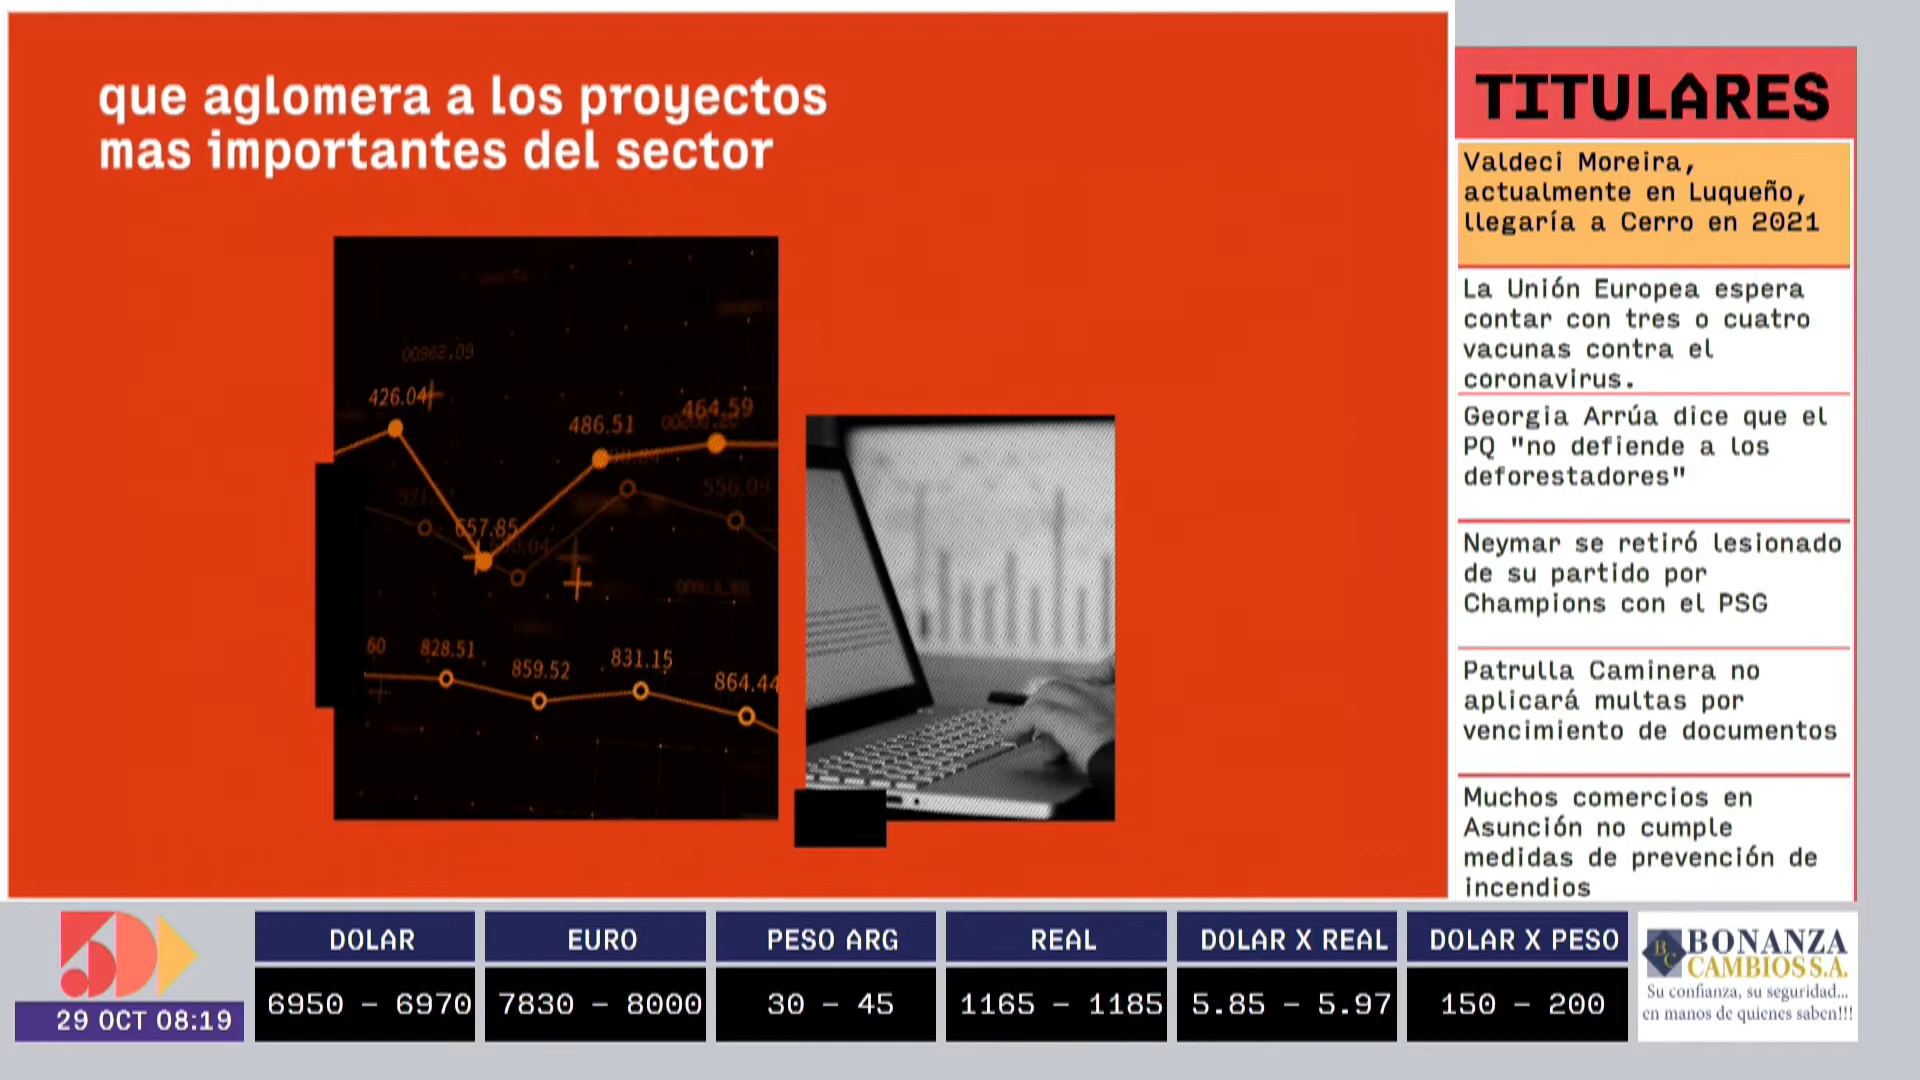 que aglomera a los proyectos
mas importantes del sector
426.04
486.51
464.59
657.85
556.09
60
828.51
859.52
831.15
864.44
TITULARES
Valdeci Moreira,
actualmente en Luqueño,
llegaría a Cerro en 2021
La Unión Europea espera
contar con tres o cuatro
vacunas contra el
coronavirus.
Georgia Arrúa dice que el
PQ "no defiende a los
deforestadores"
Neymar se retiró lesionado
de su partido por
Champions con el PSG
Patrulla Caminera no
aplicará multas por
vencimiento de documentos
Muchos comercios en
Asunción no cumple
medidas de prevención de
incendios
5D
29 OCT 08:19
DOLAR
6950 - 6970
EURO
7830 - 8000
PESO ARG
30 - 45
REAL
1165 - 1185
DOLAR X REAL
5.85 - 5.97
DOLAR X PESO
150 - 200
BC
BONANZA
CAMBIOS S.A.
Su confianza, su seguridad...
en manos de quienes saben!!!